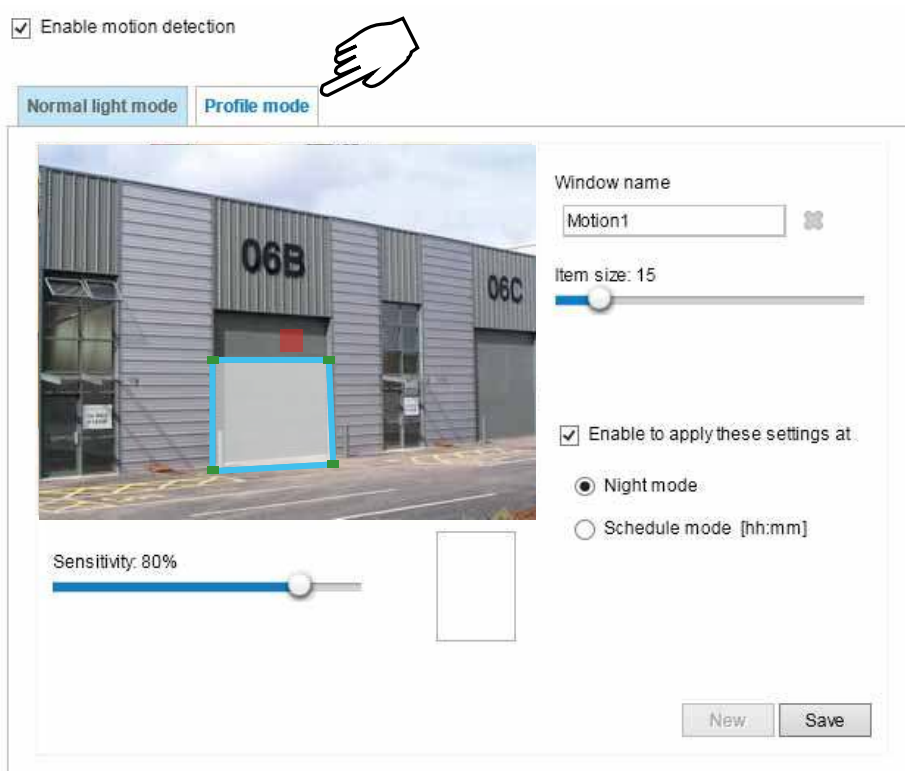 Enable motion detection
Normal light mode
Profile mode
06B
06C
Window name
Motion1
Item size: 15
Enable to apply these settings at
Night mode
Schedule mode [hh:mm]
Sensitivity: 80%
New
Save